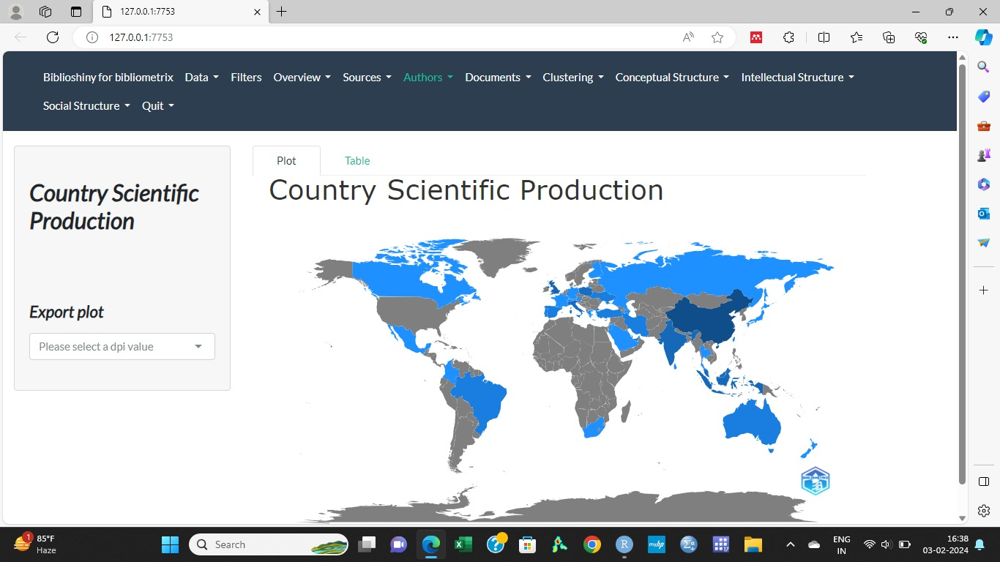 127.0.0.1:7753
127.0.0.1:7753
Biblioshiny for bibliometrix Data Filters Overview Sources Authors Documents Clustering Conceptual Structure Intellectual Structure
Social Structure Quit
Plot Table
Country Scientific Production
Country Scientific
Production
Export plot
Please select a dpi value
1
85°F
Haze
Search
myhp
17
ENG
IN
16:38
03-02-2024